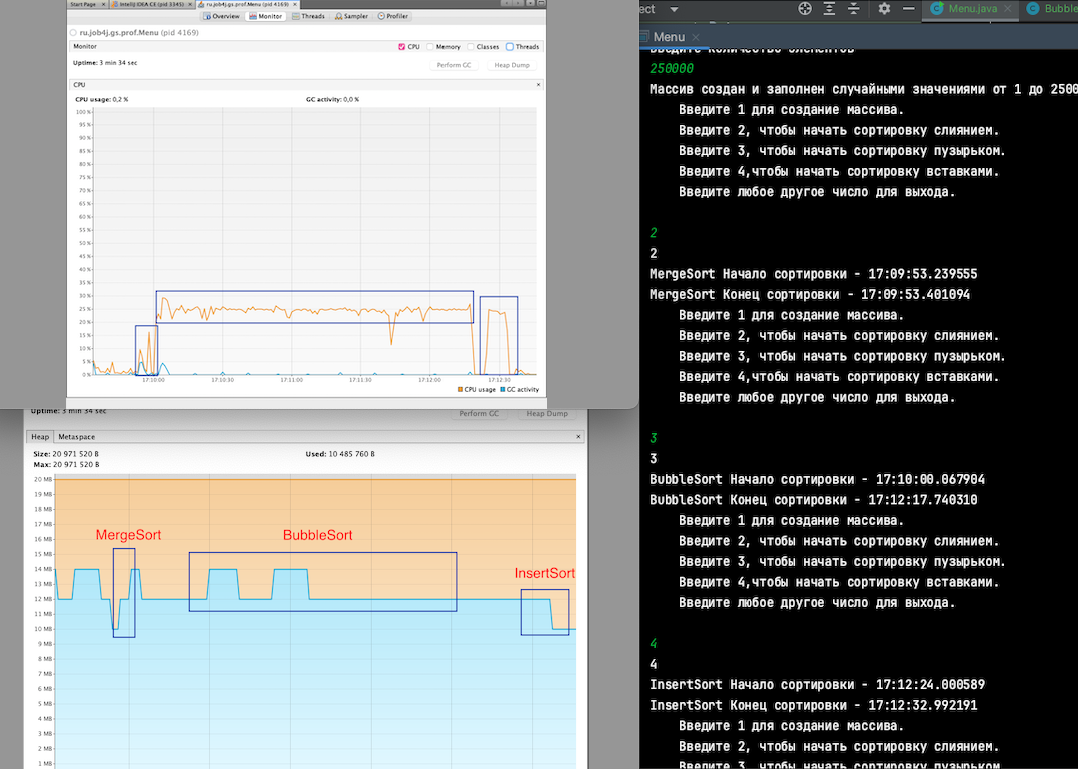 Start Page
IntelliJ IDEA CE (pid 3345)
ru.job4j.gs.prof.Menu (pid 4169)
Overview
Monitor
Threads
Sampler
Profiler
ru.job4j.gs.prof.Menu (pid 4169)
Monitor
CPU
Memory
Classes
Threads
Uptime: 3 min 34 sec
Perform GC
Heap Dump
CPU
CPU usage: 0,2 %
GC activity: 0,0 %
100 %
95 %
90 %
85 %
80 %
75 %
70 %
65 %
60 %
55 %
50 %
45 %
40 %
35 %
30 %
25 %
20 %
15 %
10 %
5 %
0 %
17:10:00
17:10:30
17:11:00
17:11:30
17:12:00
17:12:30
CPU usage
GC activity
Uptime: 3 min 34 sec
Perform GC
Heap Dump
Heap
Metaspace
Size: 20 971 520 B
Used: 10 485 760 B
Max: 20 971 520 B
20 MB
19 MB
18 MB
17 MB
16 MB
15 MB
14 MB
13 MB
12 MB
11 MB
10 MB
9 MB
8 MB
7 MB
6 MB
5 MB
4 MB
3 MB
2 MB
1 MB
MergeSort
BubbleSort
InsertSort
ect
Menu.java
Bubble
Menu
Введите количество элементов
250000
Массив создан и заполнен случайными значениями от 1 до 2500
Введите 1 для создание массива.
Введите 2, чтобы начать сортировку слиянием.
Введите 3, чтобы начать сортировку пузырьком.
Введите 4,чтобы начать сортировку вставками.
Введите любое другое число для выхода.
2
2
MergeSort Начало сортировки - 17:09:53.239555
MergeSort Конец сортировки - 17:09:53.401094
Введите 1 для создание массива.
Введите 2, чтобы начать сортировку слиянием.
Введите 3, чтобы начать сортировку пузырьком.
Введите 4,чтобы начать сортировку вставками.
Введите любое другое число для выхода.
3
3
BubbleSort Начало сортировки - 17:10:00.067904
BubbleSort Конец сортировки - 17:12:17.740310
Введите 1 для создание массива.
Введите 2, чтобы начать сортировку слиянием.
Введите 3, чтобы начать сортировку пузырьком.
Введите 4,чтобы начать сортировку вставками.
Введите любое другое число для выхода.
4
4
InsertSort Начало сортировки - 17:12:24.000589
InsertSort Конец сортировки - 17:12:32.992191
Введите 1 для создание массива.
Введите 2, чтобы начать сортировку слиянием.
Введите 3, чтобы начать сортировку пузырьком.